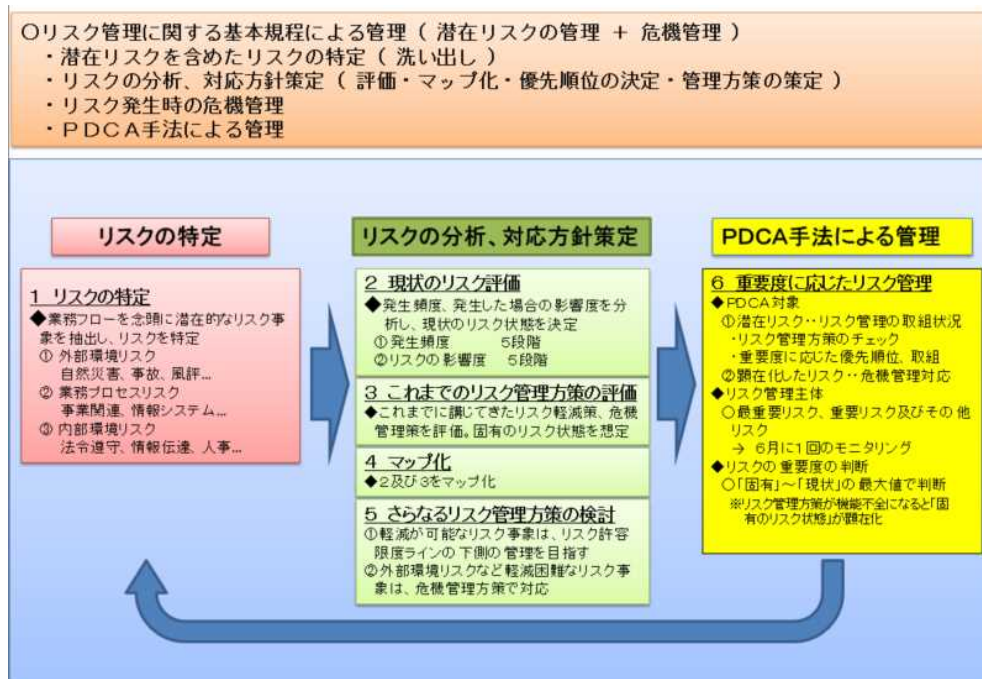 〇リスク管理に関する基本規程による管理（ 潜在リスクの管理 ＋ 危機管理 ）
・潜在リスクを含めたリスクの特定（ 洗い出し ）
・リスクの分析、対応方針策定（ 評価・マップ化・優先順位の決定・管理方策の策定 ）
・リスク発生時の危機管理
・ＰＤＣＡ手法による管理
リスクの特定
1 リスクの特定
◆業務フローを念頭に潜在的なリスク事
象を抽出し、リスクを特定
① 外部環境リスク
自然災害、事故、風評…
② 業務プロセスリスク
事業関連、情報システム…
③ 内部環境リスク
法令遵守、情報伝達、人事…
リスクの分析、対応方針策定
2 現状のリスク評価
◆発生頻度、発生した場合の影響度を分
析し、現状のリスク状態を決定
①発生頻度 5段階
②リスクの影響度 5段階
3 これまでのリスク管理方策の評価
◆これまでに講じてきたリスク軽減策、危機
管理策を評価。固有のリスク状態を想定
4 マップ化
◆2及び3をマップ化
5 さらなるリスク管理方策の検討
①軽減が可能なリスク事象は、リスク許容
限度ラインの下側の管理を目指す
②外部環境リスクなど軽減困難なリスク事
象は、危機管理方策で対応
PDCA手法による管理
6 重要度に応じたリスク管理
◆PDCA対象
①潜在リスク‥リスク管理の取組状況
・リスク管理方策のチェック
・重要度に応じた優先順位、取組
②顕在化したリスク‥危機管理対応
◆リスク管理主体
〇最重要リスク、重要リスク及びその他
リスク
→ 6月に1回のモニタリング
◆リスクの重要度の判断
〇「固有」～「現状」の最大値で判断
※リスク管理方策が機能不全になると「固
有のリスク状態」が顕在化